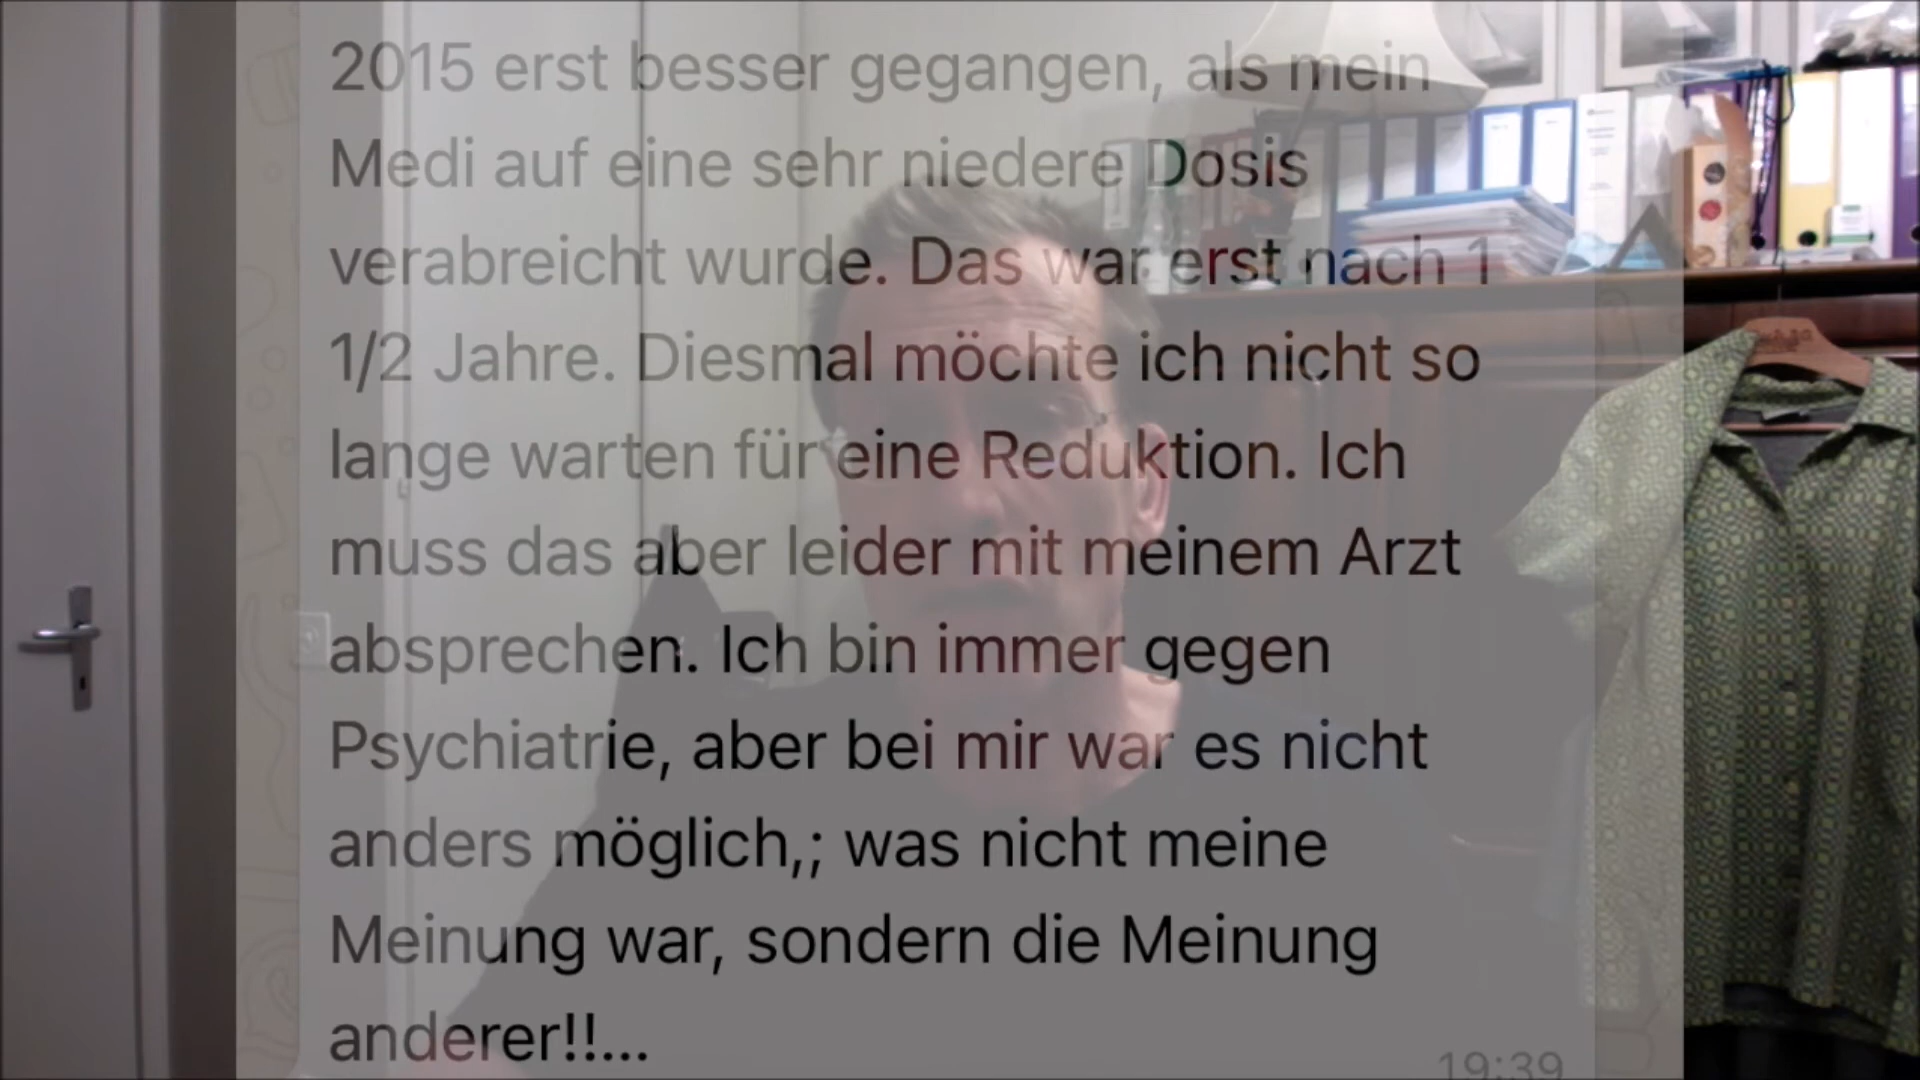 2015 erst besser gegangen, als mein
Medi auf eine sehr niedere Dosis
verabreicht wurde. Das war erst nach 1
1/2 Jahre. Diesmal möchte ich nicht so
lange warten für eine Reduktion. Ich
muss das aber leider mit meinem Arzt
absprechen. Ich bin immer gegen
Psychiatrie, aber bei mir war es nicht
anders möglich,; was nicht meine
Meinung war, sondern die Meinung
anderer!!...
19:39